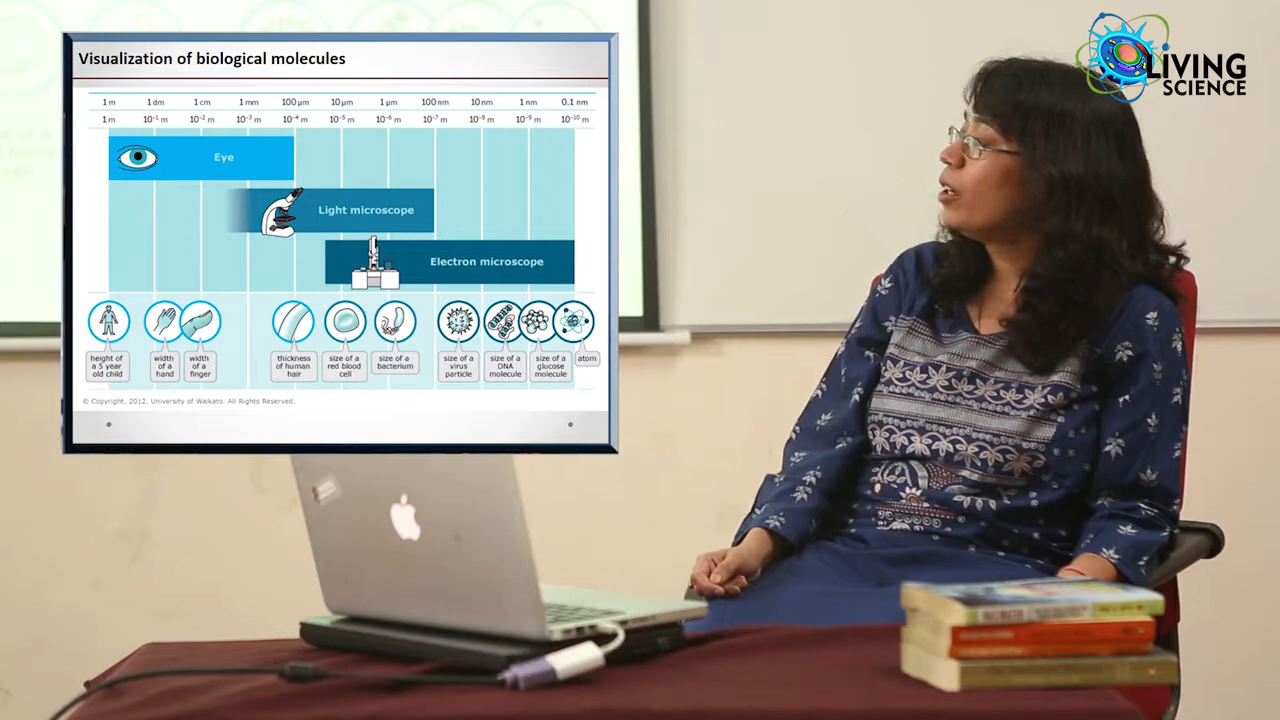 LIVING
SCIENCE
Visualization of biological molecules
1 m 1 dm 1 cm 1 mm 100 µm 10 µm 1 µm 100 nm 10 nm 1 nm 0.1 nm
1 m 10⁻¹ m 10⁻² m 10⁻³ m 10⁻⁴ m 10⁻⁵ m 10⁻⁶ m 10⁻⁷ m 10⁻⁸ m 10⁻⁹ m 10⁻¹⁰ m
Eye
Light microscope
Electron microscope
height of
a 5 year
old child
width
of a
hand
width
of a
finger
thickness
of human
hair
size of a
red blood
cell
size of a
bacterium
size of a
virus
particle
size of a
DNA
molecule
size of a
glucose
molecule
atom
© Copyright. 2012. University of Waikato. All Rights Reserved.